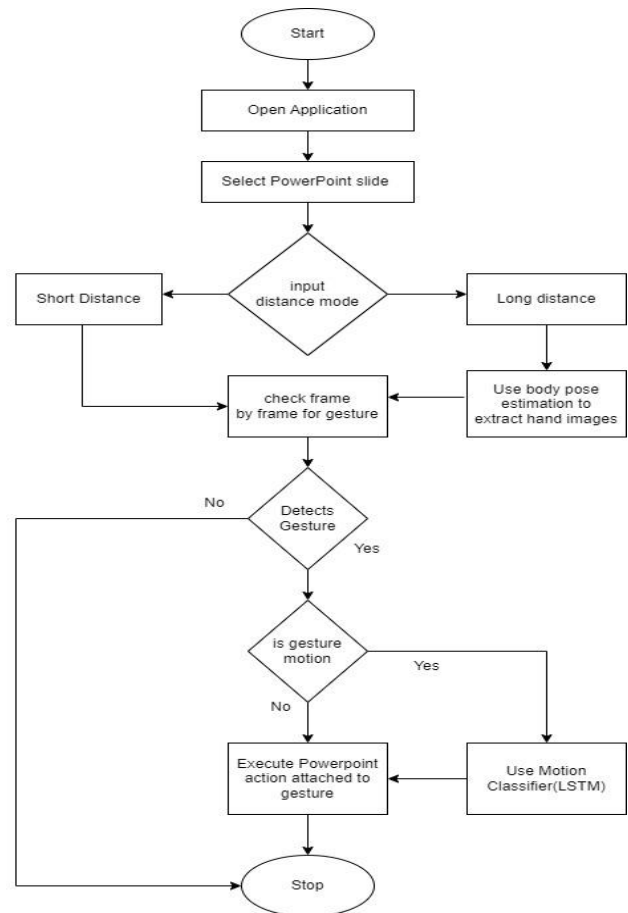 Start
Open Application
Select PowerPoint slide
input
distance mode
Short Distance
Long distance
Use body pose
estimation to
extract hand images
check frame
by frame for gesture
Detects
Gesture
No
Yes
is gesture
motion
Yes
No
Execute Powerpoint
action attached to
gesture
Use Motion
Classifier(LSTM)
Stop